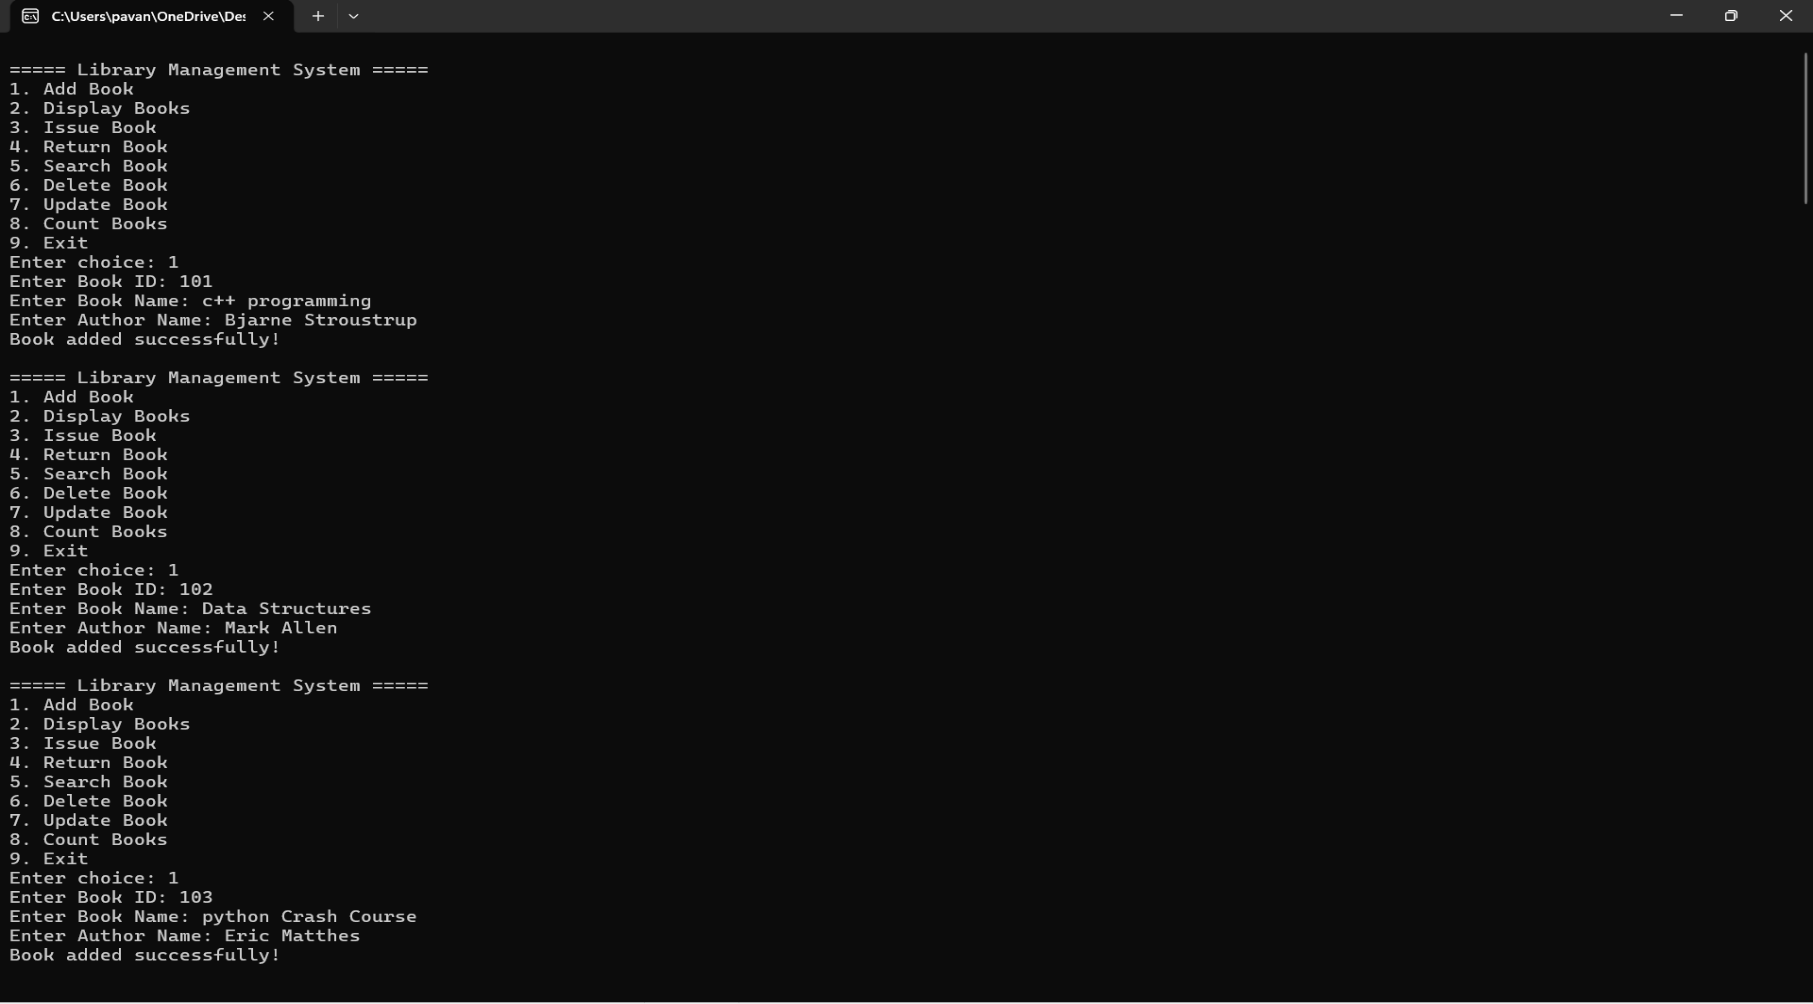 C:\Users\pavan\OneDrive\Des
===== Library Management System =====
1. Add Book
2. Display Books
3. Issue Book
4. Return Book
5. Search Book
6. Delete Book
7. Update Book
8. Count Books
9. Exit
Enter choice: 1
Enter Book ID: 101
Enter Book Name: c++ programming
Enter Author Name: Bjarne Stroustrup
Book added successfully!
===== Library Management System =====
1. Add Book
2. Display Books
3. Issue Book
4. Return Book
5. Search Book
6. Delete Book
7. Update Book
8. Count Books
9. Exit
Enter choice: 1
Enter Book ID: 102
Enter Book Name: Data Structures
Enter Author Name: Mark Allen
Book added successfully!
===== Library Management System =====
1. Add Book
2. Display Books
3. Issue Book
4. Return Book
5. Search Book
6. Delete Book
7. Update Book
8. Count Books
9. Exit
Enter choice: 1
Enter Book ID: 103
Enter Book Name: python Crash Course
Enter Author Name: Eric Matthes
Book added successfully!